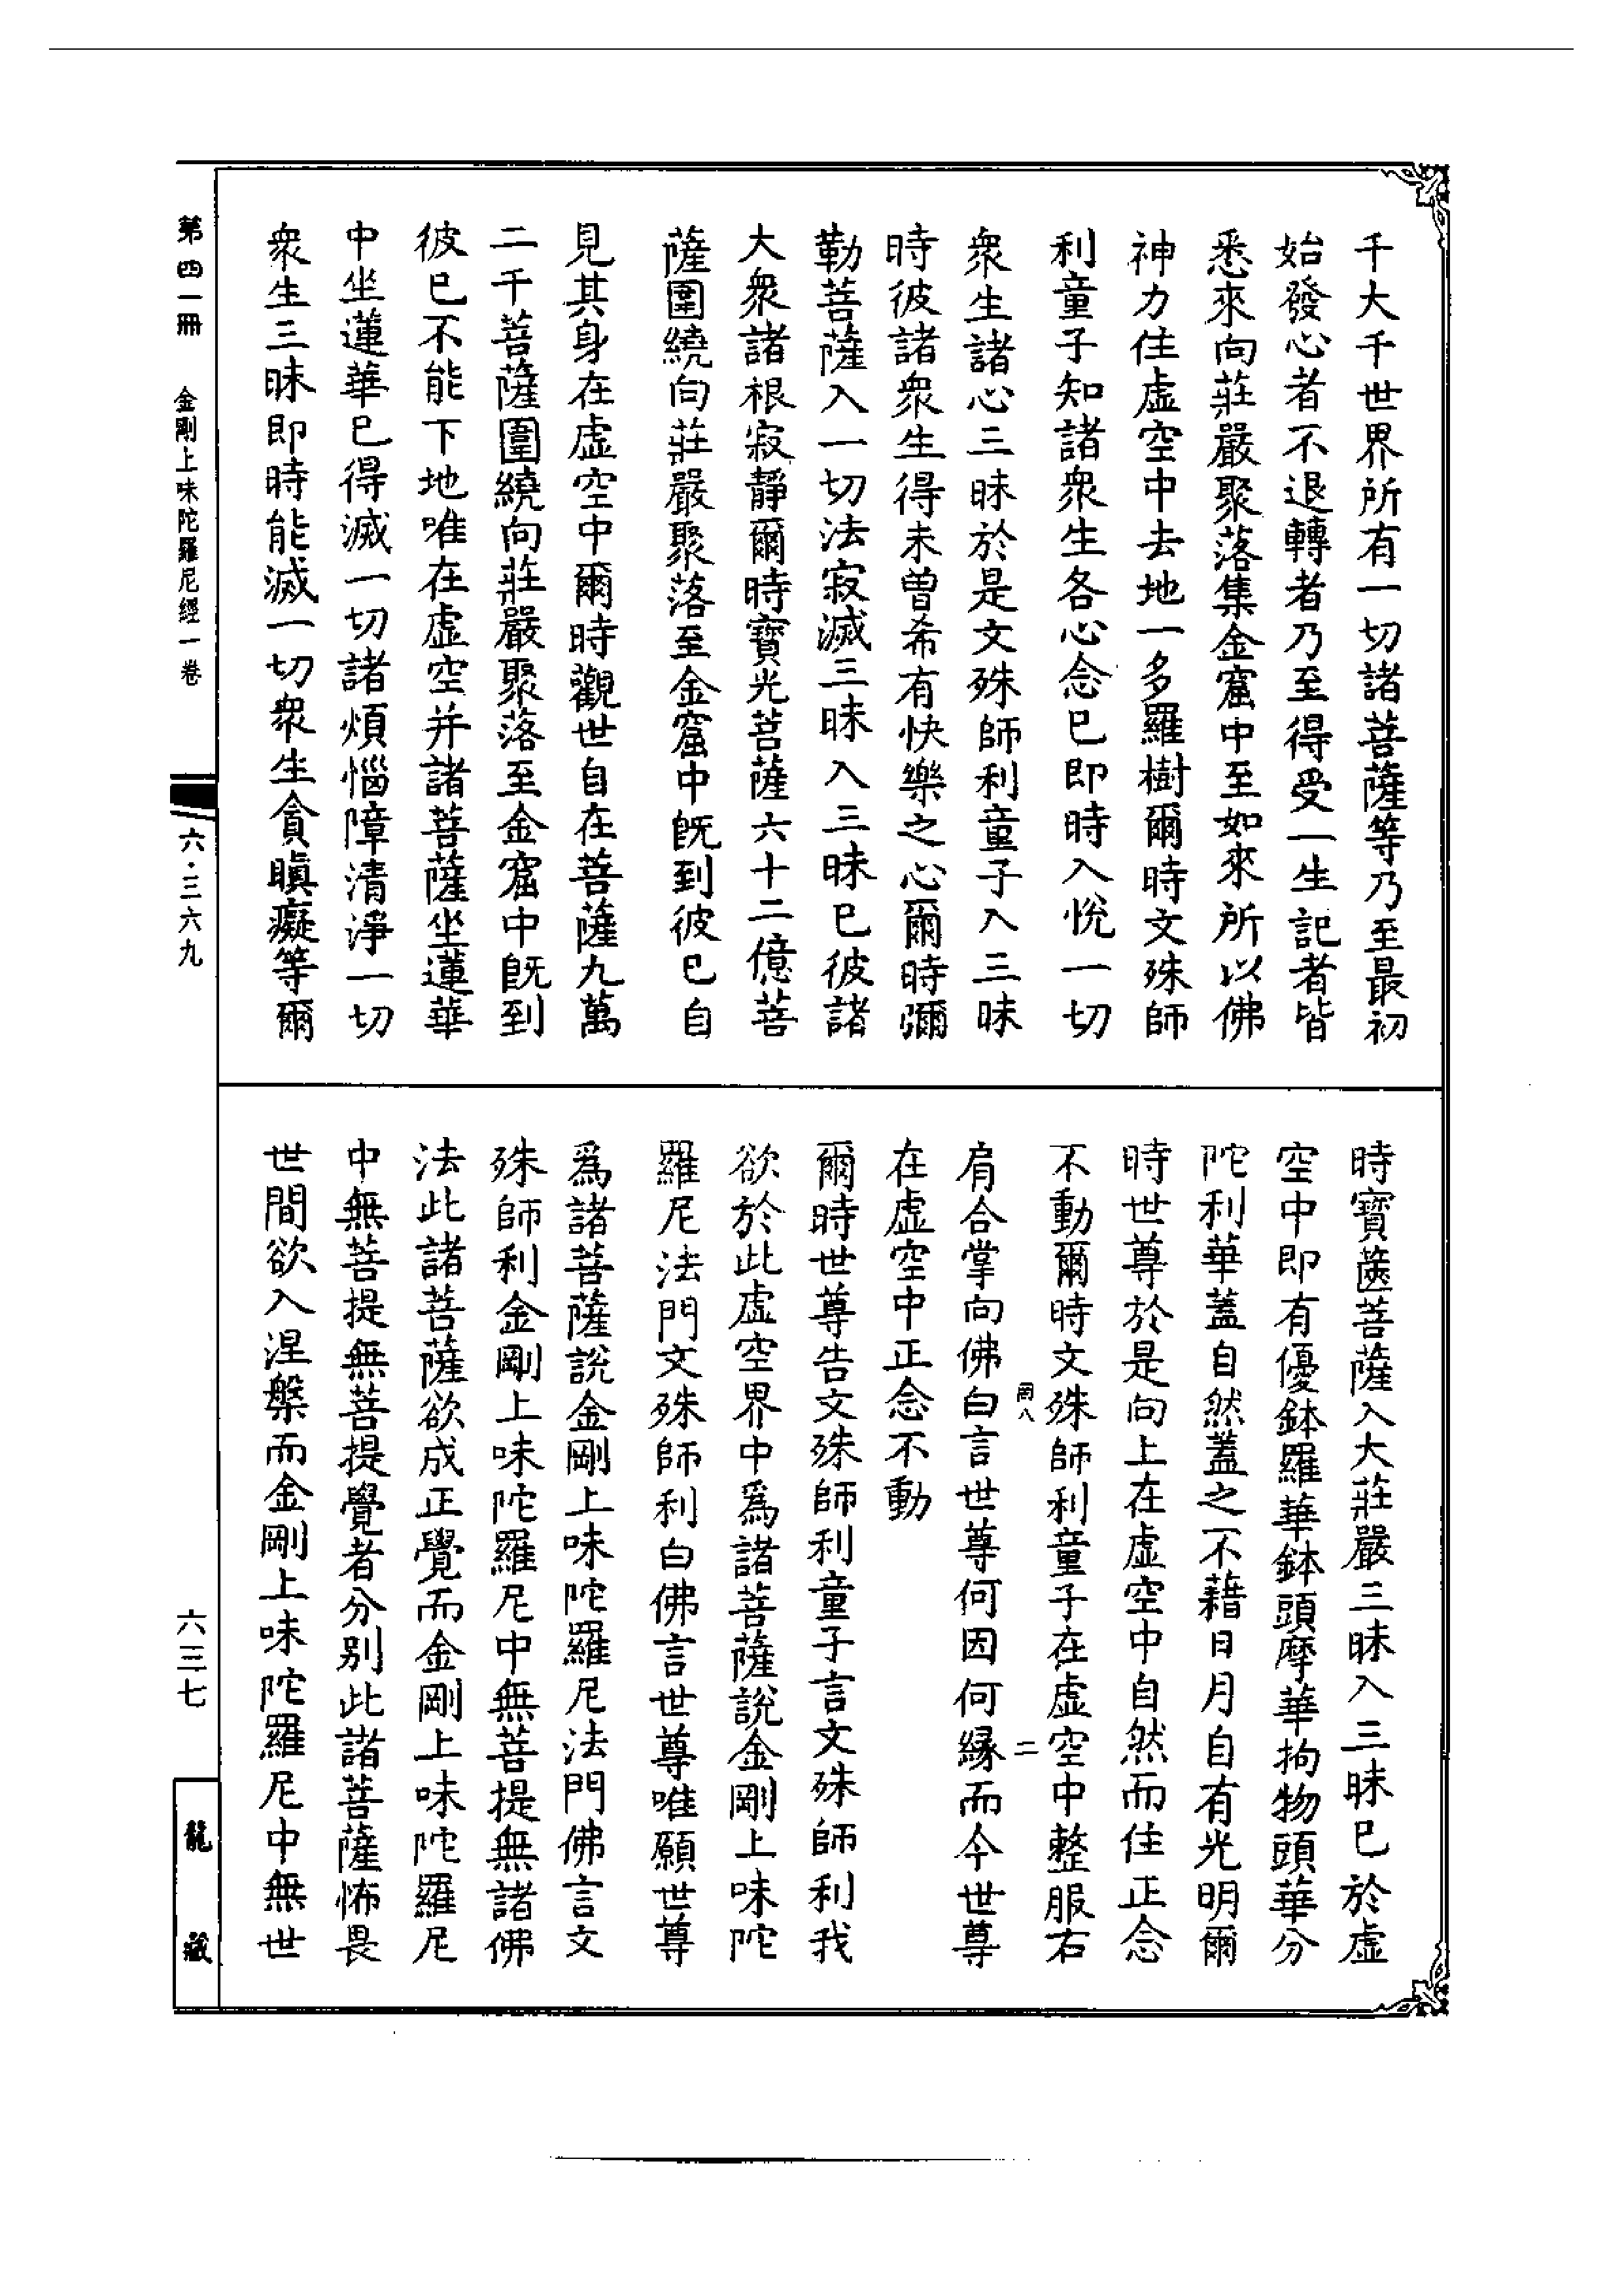 千大千世界所有一切諸菩薩等乃至最初
始發心者不退轉者乃至得受一生記者皆
悉來向莊嚴聚落集金窟中至如來所以佛
神力住虛空中去地一多羅樹爾時文殊師
利童子知諸衆生各心念已即時入悅一切
衆生諸心三昧於是文殊師利童子入三昧
時彼諸衆生得未曾希有快樂之心爾時彌
勒菩薩入一切法寂滅三昧入三昧已彼諸
大衆諸根寂靜爾時寶光菩薩六十二億菩
薩圍繞向莊嚴聚落至金窟中旣到彼已自
見其身在虛空中爾時觀世自在菩薩九萬
二千菩薩圍繞向莊嚴聚落至金窟中旣到
彼已不能下地唯在虛空并諸菩薩坐蓮華
中坐蓮華已得滅一切諸煩惱障清淨一切
衆生三昧即時能滅一切衆生貪瞋癡等爾
時寶篋菩薩入大莊嚴三昧入三昧已於虛
空中即有優鉢羅華鉢頭摩華拘物頭華分
陀利華蓋自然蓋之不藉日月自有光明爾
時世尊於是向上在虛空中自然而住正念
不動爾時文殊師利童子在虛空中整服右
肩合掌向佛白言世尊何因何緣而今世尊
在虛空中正念不動
爾時世尊告文殊師利童子言文殊師利我
欲於此虛空界中爲諸菩薩說金剛上味陀
羅尼法門文殊師利白佛言世尊唯願世尊
爲諸菩薩說金剛上味陀羅尼法門佛言文
殊師利金剛上味陀羅尼中無菩提無諸佛
法此諸菩薩欲成正覺而金剛上味陀羅尼
中無菩提無菩提覺者分別此諸菩薩怖畏
世間欲入涅槃而金剛上味陀羅尼中無世
第四一冊 金剛上味陀羅尼經一卷
六·三六九
六三七
龍藏